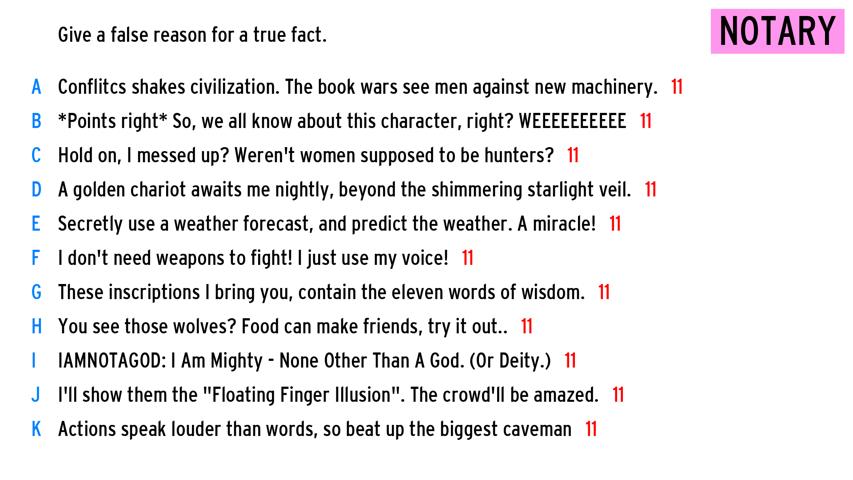 Give a false reason for a true fact.
NOTARY
A Conflitcs shakes civilization. The book wars see men against new machinery. 11
B *Points right* So, we all know about this character, right? WEEEEEEEEEE 11
C Hold on, I messed up? Weren't women supposed to be hunters? 11
D A golden chariot awaits me nightly, beyond the shimmering starlight veil. 11
E Secretly use a weather forecast, and predict the weather. A miracle! 11
F I don't need weapons to fight! I just use my voice! 11
G These inscriptions I bring you, contain the eleven words of wisdom. 11
H You see those wolves? Food can make friends, try it out.. 11
I IAMNOTAGOD: I Am Mighty - None Other Than A God. (Or Deity.) 11
J I'll show them the "Floating Finger Illusion". The crowd'll be amazed. 11
K Actions speak louder than words, so beat up the biggest caveman 11